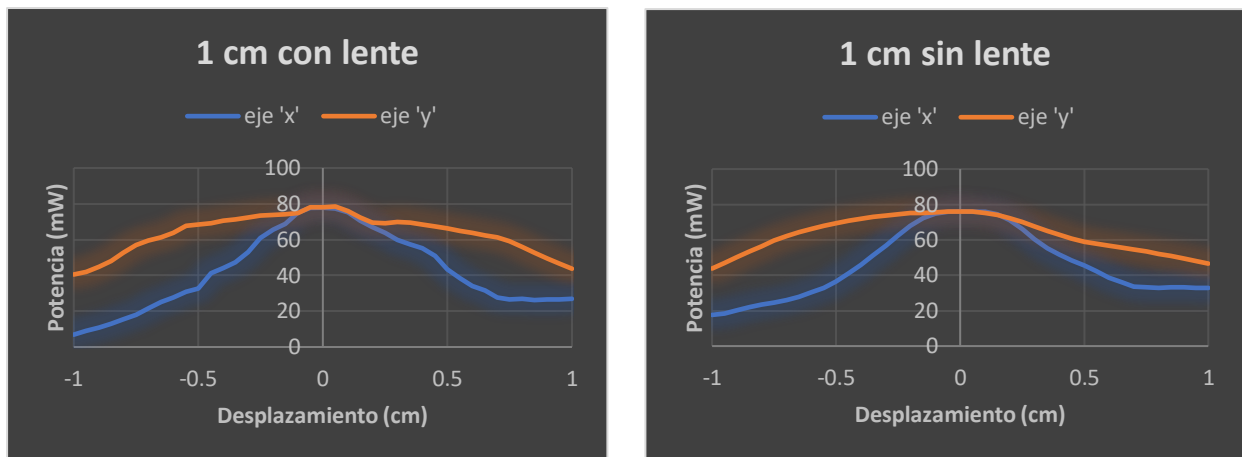 1 cm con lente
eje 'x' eje 'y'
100
80
60
40
20
0
-1 -0.5 0 0.5 1
Potencia (mW)
Desplazamiento (cm)
1 cm sin lente
eje 'x' eje 'y'
100
80
60
40
20
0
-1 -0.5 0 0.5 1
Potencia (mW)
Desplazamiento (cm)